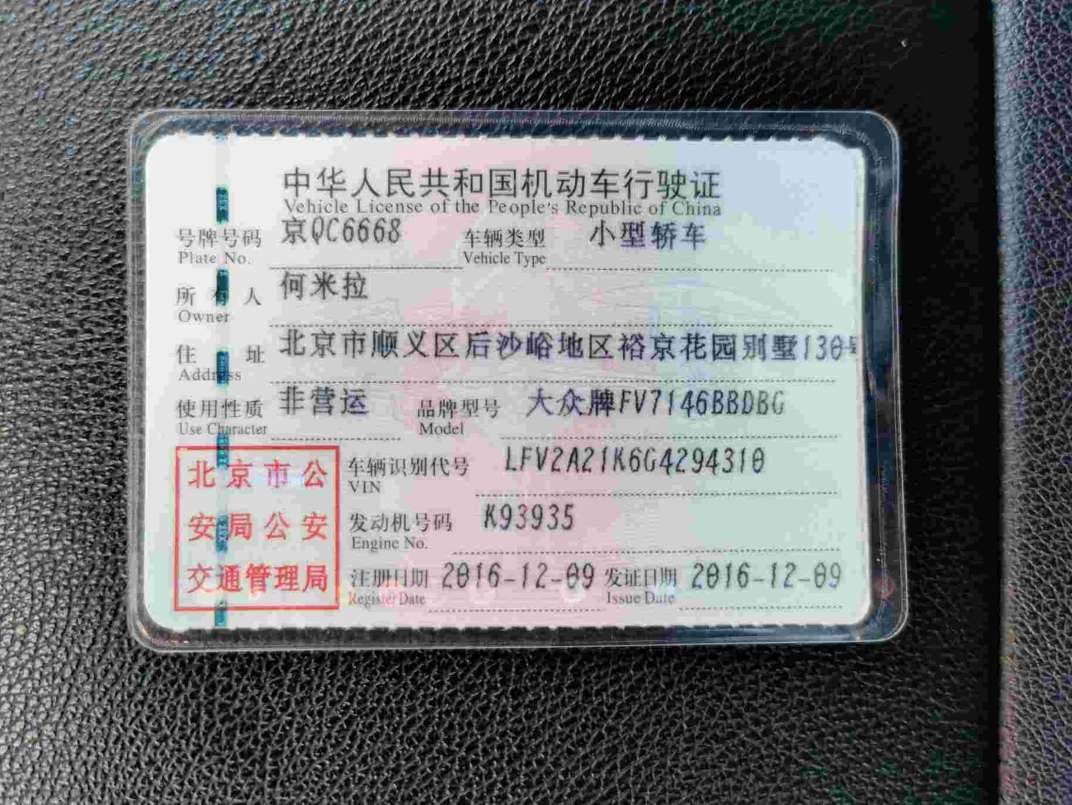 中华人民共和国机动车行驶证
Vehicle License of the People's Republic of China
号牌号码 京QC6668 车辆类型 小型轿车
Plate No. Vehicle Type
所有人 何米拉
Owner
住址 北京市顺义区后沙峪地区裕京花园别墅130号
Address
使用性质 非营运 品牌型号 大众牌FV7146BBDBG
Use Character Model
北京市公 车辆识别代号 LFV2A21K6G4294310
VIN
安局公安 发动机号码 K93935
Engine No.
交通管理局 注册日期 2016-12-09 发证日期 2016-12-09
Register Date Issue Date